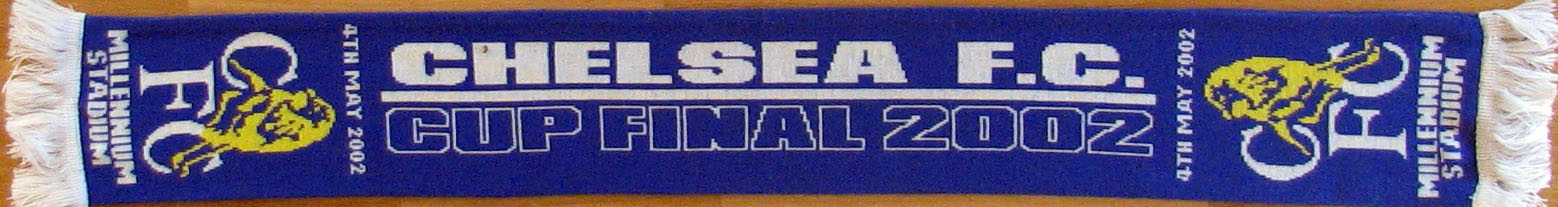 MILLENNIUM
STADIUM
CFC
4TH MAY 2002
CHELSEA F.C.
CUP FINAL 2002
4TH MAY 2002
CFC
MILLENNIUM
STADIUM